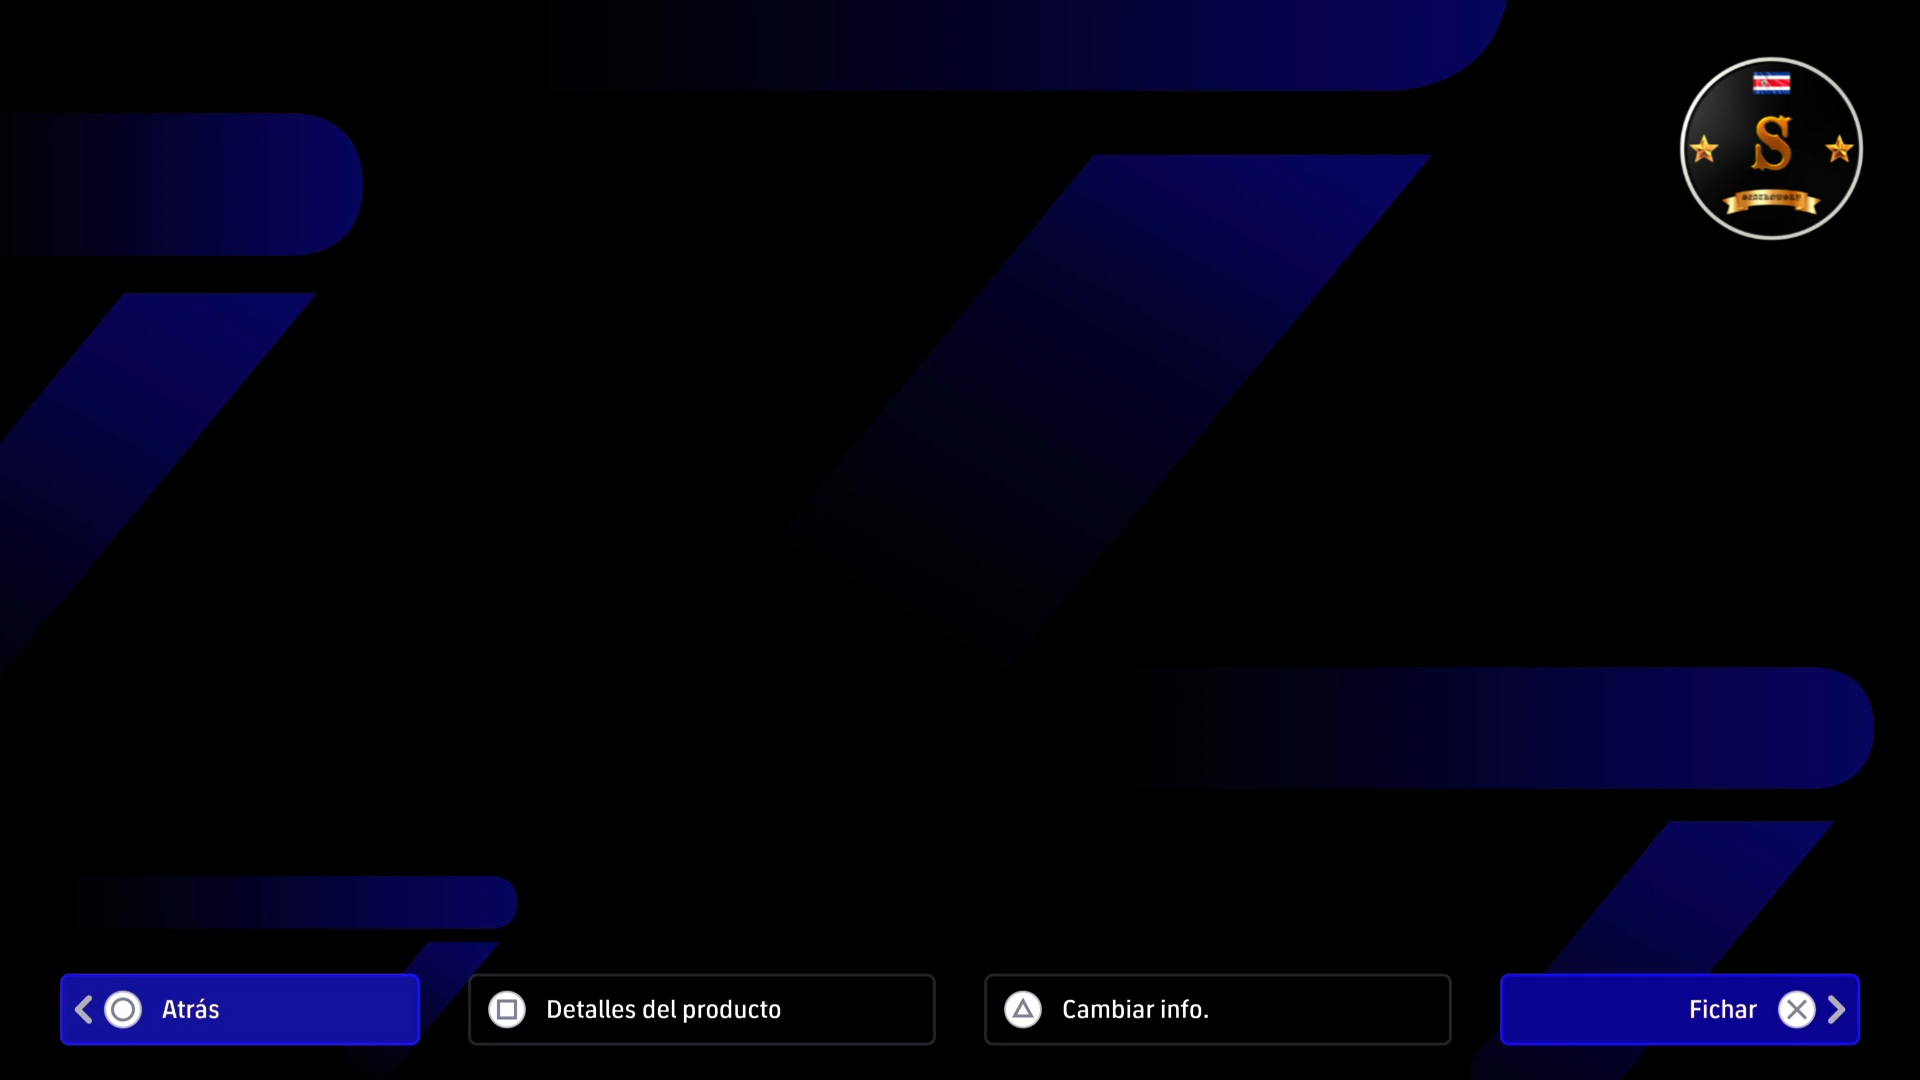 S
Atrás
Detalles del producto
Cambiar info.
Fichar